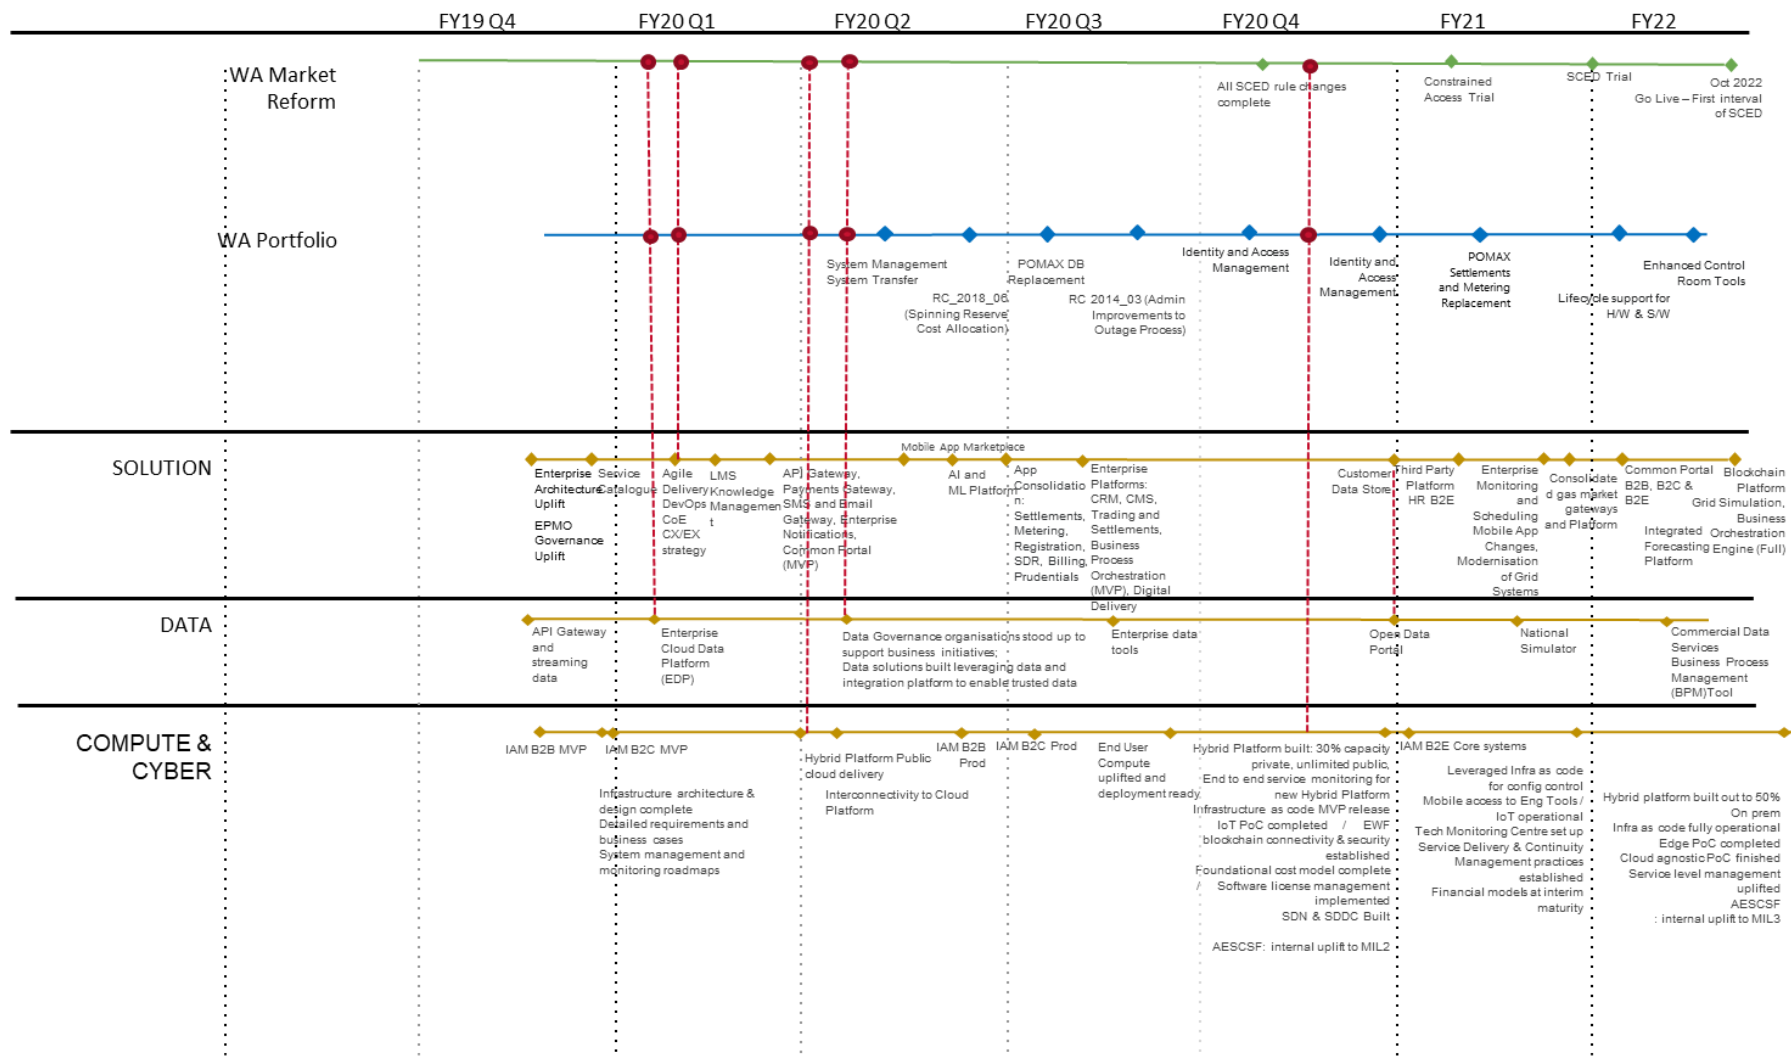 FY19 Q4
FY20 Q1
FY20 Q2
FY20 Q3
FY20 Q4
FY21
FY22
WA Market
Reform
All SCED rule changes
complete
Constrained
Access Trial
SCED Trial
Oct 2022
Go Live – First interval
of SCED
WA Portfolio
System Management
System Transfer
RC_2018_06
(Spinning Reserve
Cost Allocation)
POMAX DB
Replacement
RC 2014_03 (Admin
Improvements to
Outage Process)
Identity and Access
Management
Identity and
Access
Management
POMAX
Settlements
and Metering
Replacement
Lifecycle support for
H/W & S/W
Enhanced Control
Room Tools
SOLUTION
Enterprise
Architecture
Uplift
EPMO
Governance
Uplift
Service
Catalogue
Agile
Delivery
DevOps
CoE
CX/EX
strategy
LMS
Knowledge
Managemen
t
API Gateway,
Payments Gateway,
SMS and Email
Gateway, Enterprise
Notifications,
Common Portal
(MVP)
Mobile App Marketplace
AI and
ML Platform
App
Consolidatio
n:
Settlements,
Metering,
Registration,
SDR, Billing,
Prudentials
Enterprise
Platforms:
CRM, CMS,
Trading and
Settlements,
Business
Process
Orchestration
(MVP), Digital
Delivery
Customer
Data Store
Third Party
Platform
HR B2E
Enterprise
Monitoring
and
Scheduling
Mobile App
Changes,
Modernisation
of Grid
Systems
Consolidate
d gas market
gateways
and Platform
Common Portal
B2B, B2C &
B2E
Integrated
Forecasting
Platform
Blockchain
Platform
Grid Simulation,
Business
Orchestration
Engine (Full)
DATA
API Gateway
and
streaming
data
Enterprise
Cloud Data
Platform
(EDP)
Data Governance organisations stood up to
support business initiatives;
Data solutions built leveraging data and
integration platform to enable trusted data
Enterprise data
tools
Open Data
Portal
National
Simulator
Commercial Data
Services
Business Process
Management
(BPM)Tool
COMPUTE &
CYBER
IAM B2B MVP
IAM B2C MVP
Infrastructure architecture &
design complete
Detailed requirements and
business cases
System management and
monitoring roadmaps
Hybrid Platform Public
cloud delivery
Interconnectivity to Cloud
Platform
IAM B2B
Prod
IAM B2C Prod
End User
Compute
uplifted and
deployment ready
Hybrid Platform built: 30% capacity
private, unlimited public,
End to end service monitoring for
new Hybrid Platform
Infrastructure as code MVP release
IoT PoC completed / EWF
blockchain connectivity & security
established
Foundational cost model complete
/ Software license management
implemented
SDN & SDDC Built
AESCSF: internal uplift to MIL2
IAM B2E Core systems
Leveraged Infra as code
for config control
Mobile access to Eng Tools /
IoT operational
Tech Monitoring Centre set up
Service Delivery & Continuity
Management practices
established
Financial models at interim
maturity
Hybrid platform built out to 50%
On prem
Infra as code fully operational
Edge PoC completed
Cloud agnostic PoC finished
Service level management
uplifted
AESCSF
: internal uplift to MIL3